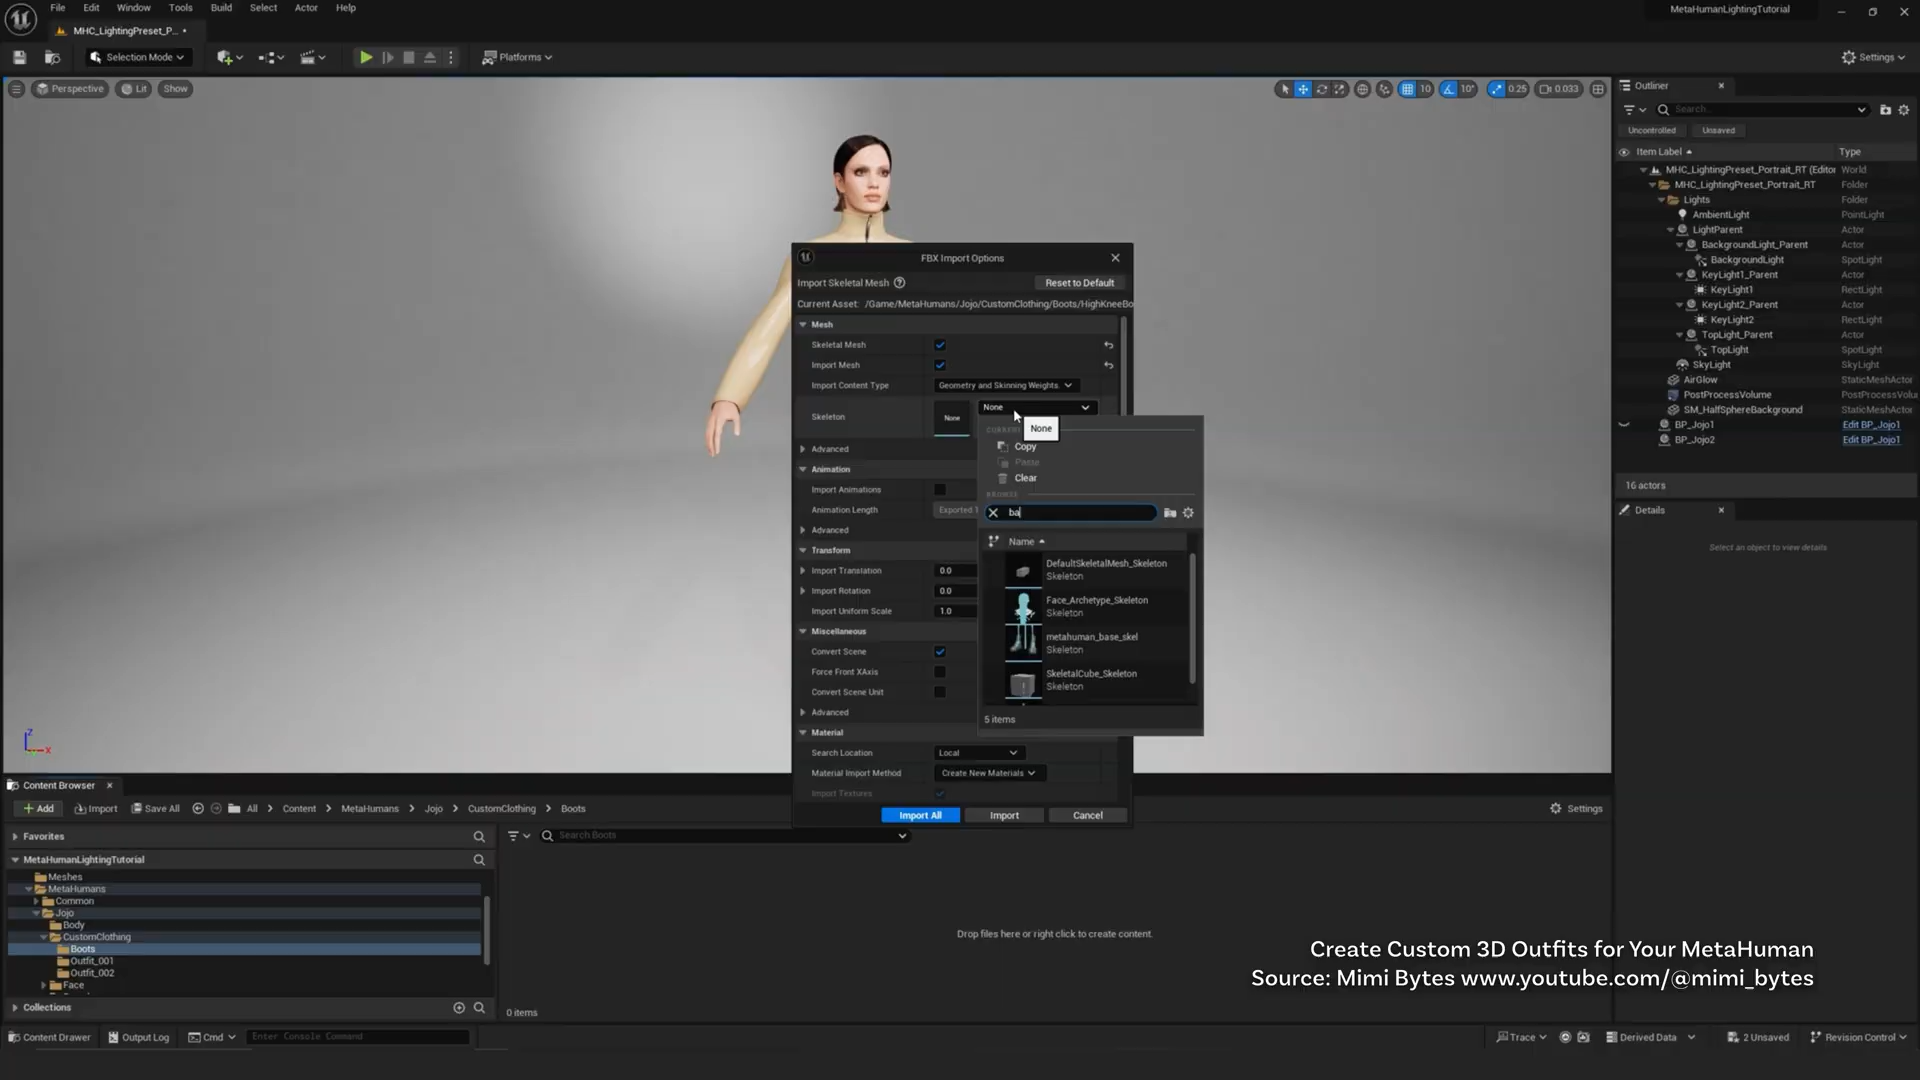 File Edit Window Tools Build Select Actor Help
MetaHumanLightingTutorial
MHC_LightingPreset_P... •
Selection Mode
Platforms
Settings
Perspective Lit Show
10 10° 0.25 0.033
Outliner
Search...
Uncontrolled Unsaved
Item Label Type
MHC_LightingPreset_Portrait_RT (Editor World
MHC_LightingPreset_Portrait_RT Folder
Lights Folder
AmbientLight PointLight
LightParent Actor
BackgroundLight_Parent Actor
BackgroundLight SpotLight
KeyLight1_Parent Actor
KeyLight1 RectLight
KeyLight2_Parent Actor
KeyLight2 RectLight
TopLight_Parent Actor
TopLight SpotLight
SkyLight SkyLight
AirGlow StaticMeshActor
PostProcessVolume PostProcessVolu
SM_HalfSphereBackground StaticMeshActor
BP_Jojo1 Edit BP_Jojo1
BP_Jojo2 Edit BP_Jojo1
16 actors
Details
Select an object to view details
FBX Import Options
Import Skeletal Mesh Reset to Default
Current Asset: /Game/MetaHumans/Jojo/CustomClothing/Boots/HighKneeBo
Mesh
Skeletal Mesh
Import Mesh
Import Content Type Geometry and Skinning Weights.
Skeleton None None
None
Copy
Paste
Clear
BROWSE
ba
Name
DefaultSkeletalMesh_Skeleton
Skeleton
Face_Archetype_Skeleton
Skeleton
metahuman_base_skel
Skeleton
SkeletalCube_Skeleton
Skeleton
5 items
Advanced
Animation
Import Animations
Animation Length Exported T
Advanced
Transform
Import Translation 0.0
Import Rotation 0.0
Import Uniform Scale 1.0
Miscellaneous
Convert Scene
Force Front XAxis
Convert Scene Unit
Advanced
Material
Search Location Local
Material Import Method Create New Materials
Import Textures
Import All Import Cancel
Z
X
Content Browser
Add Import Save All All Content MetaHumans Jojo CustomClothing Boots
Settings
Favorites
Search Boots
MetaHumanLightingTutorial
Meshes
MetaHumans
Common
Jojo
Body
CustomClothing
Boots
Outfit_001
Outfit_002
Face
Collections
Drop files here or right click to create content.
0 items
Create Custom 3D Outfits for Your MetaHuman
Source: Mimi Bytes www.youtube.com/@mimi_bytes
Content Drawer Output Log Cmd Enter Console Command
Trace Derived Data 2 Unsaved Revision Control